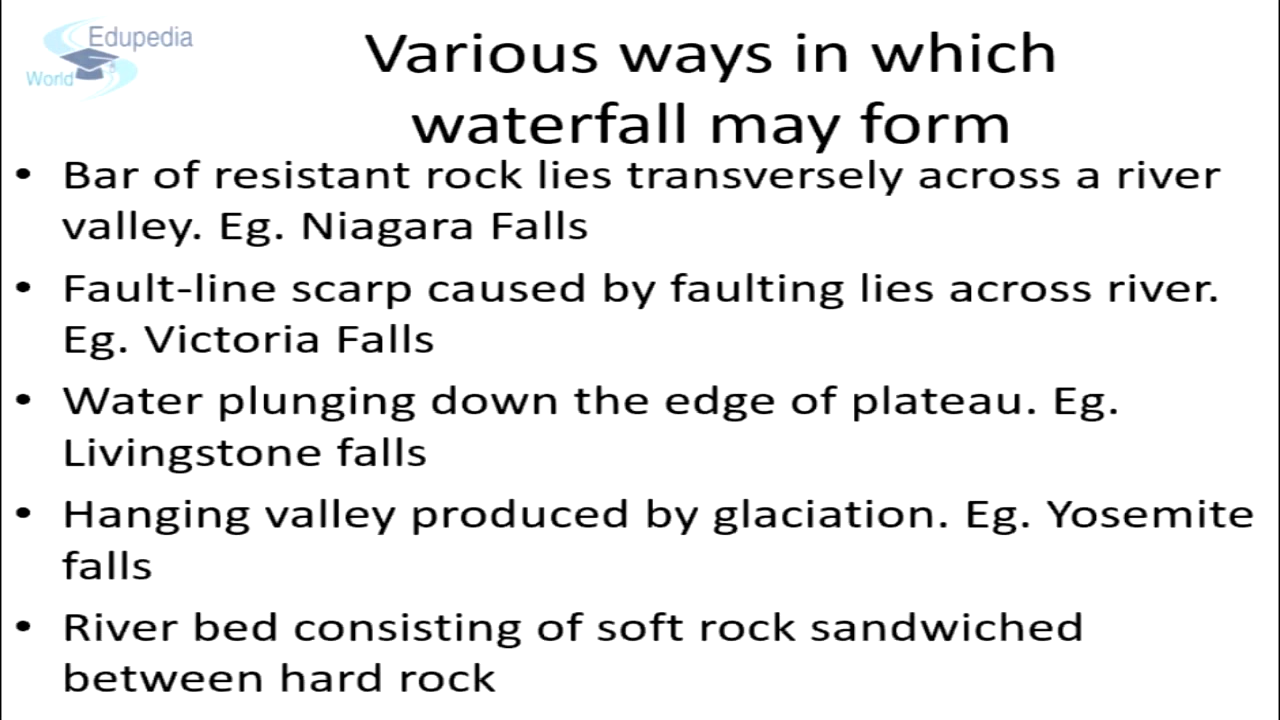 Edupedia
World
Various ways in which
waterfall may form
• Bar of resistant rock lies transversely across a river
valley. Eg. Niagara Falls
• Fault-line scarp caused by faulting lies across river.
Eg. Victoria Falls
• Water plunging down the edge of plateau. Eg.
Livingstone falls
• Hanging valley produced by glaciation. Eg. Yosemite
falls
• River bed consisting of soft rock sandwiched
between hard rock